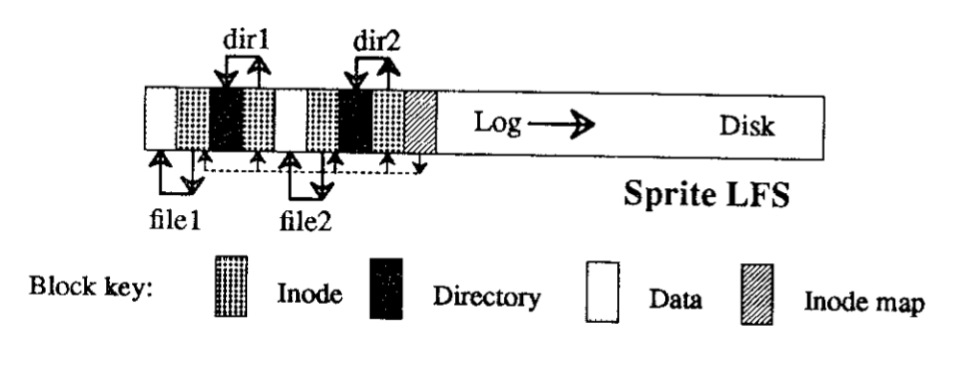 dir1 dir2
Log Disk
Sprite LFS
file1 file2
Block key: Inode Directory Data Inode map